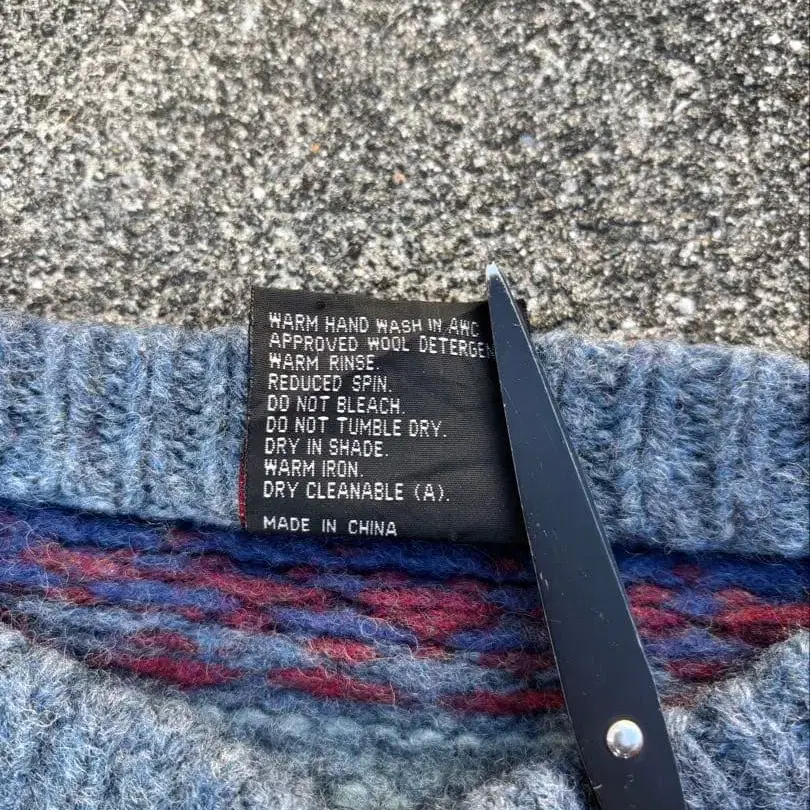 WARM HAND WASH IN AWC
APPROVED WOOL DETERGEN
WARM RINSE.
REDUCED SPIN.
DO NOT BLEACH.
DO NOT TUMBLE DRY.
DRY IN SHADE.
WARM IRON.
DRY CLEANABLE (A).
MADE IN CHINA